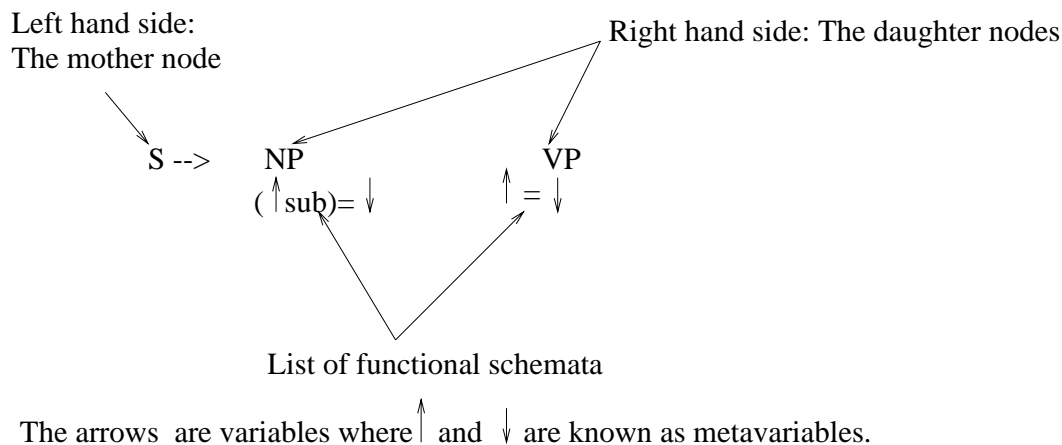 Left hand side:
The mother node
Right hand side: The daughter nodes
S --> NP VP
(↑sub)=↓ ↑ = ↓
List of functional schemata
The arrows are variables where ↑ and ↓ are known as metavariables.